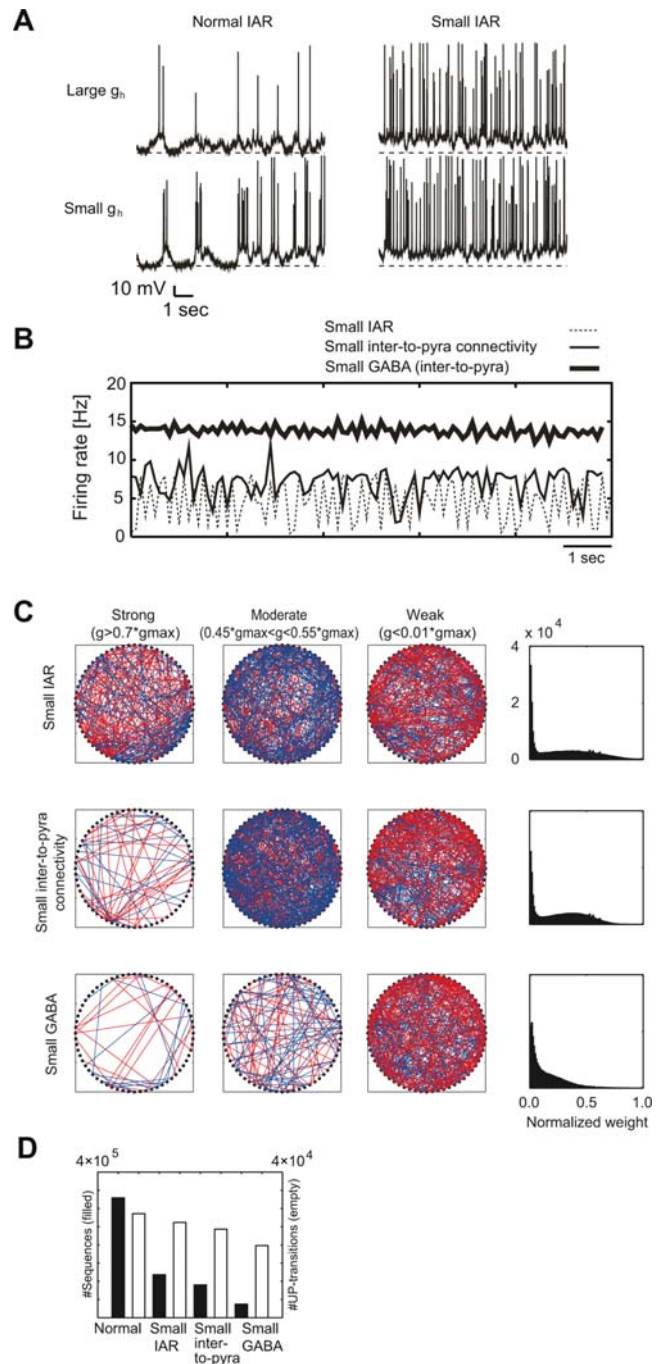 A
Normal IAR
Small IAR
Large gh
Small gh
10 mV
1 sec
B
Small IAR
Small inter-to-pyra connectivity
Small GABA (inter-to-pyra)
20
15
10
5
0
Firing rate [Hz]
1 sec
C
Strong
(g>0.7*gmax)
Moderate
(0.45*gmax<g<0.55*gmax)
Weak
(g<0.01*gmax)
x 10^4
4
2
0
Small IAR
Small inter-to-pyra
connectivity
Small GABA
0.0 0.5 1.0
Normalized weight
D
4×10^5
4×10^4
#Sequences (filled)
#UP-transitions (empty)
Normal
Small
IAR
Small
inter-
to-pyra
Small
GABA